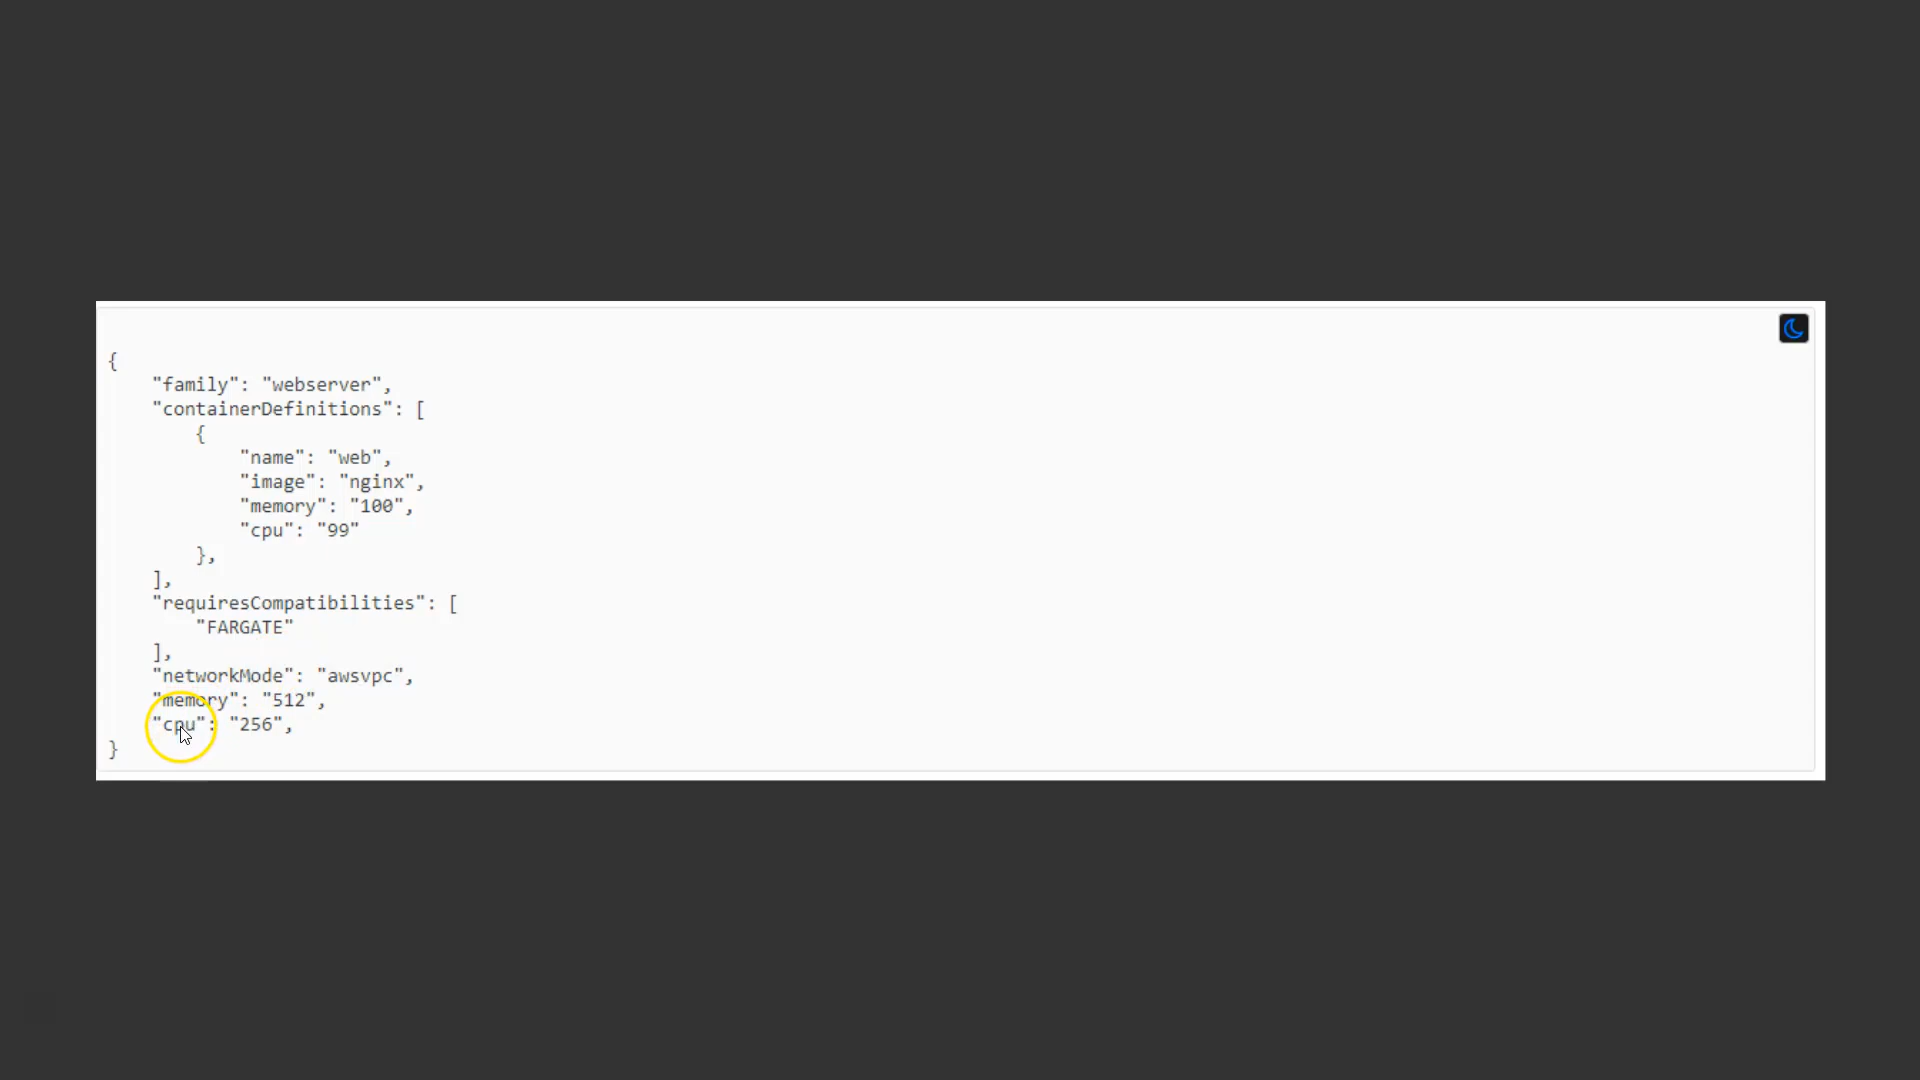 {
"family": "webserver",
"containerDefinitions": [
{
"name": "web",
"image": "nginx",
"memory": "100",
"cpu": "99"
},
],
"requiresCompatibilities": [
"FARGATE"
],
"networkMode": "awsvpc",
"memory": "512",
"cpu": "256",
}